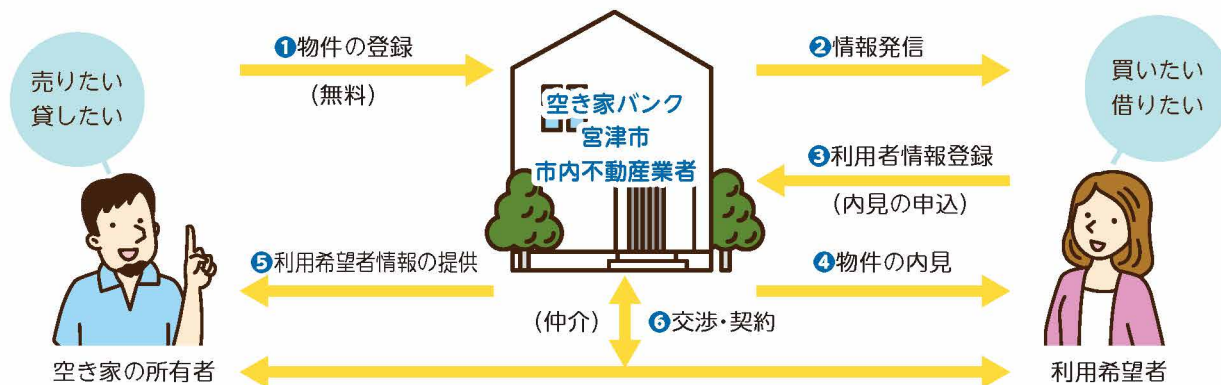 売りたい
貸したい
❶物件の登録
(無料)
空き家バンク
宮津市
市内不動産業者
❷情報発信
買いたい
借りたい
❸利用者情報登録
(内見の申込)
❺利用希望者情報の提供
❹物件の内見
(仲介)
❻交渉・契約
空き家の所有者
利用希望者